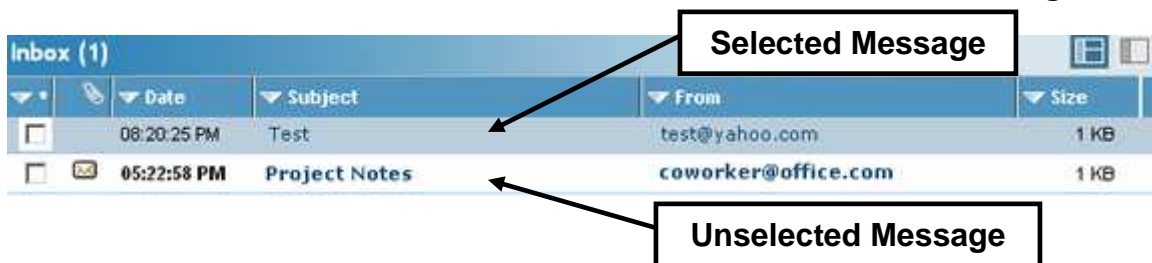 Selected Message
Inbox (1)
* Date Subject From Size
08:20:25 PM Test test@yahoo.com 1 KB
05:22:58 PM Project Notes coworker@office.com 1 KB
Unselected Message